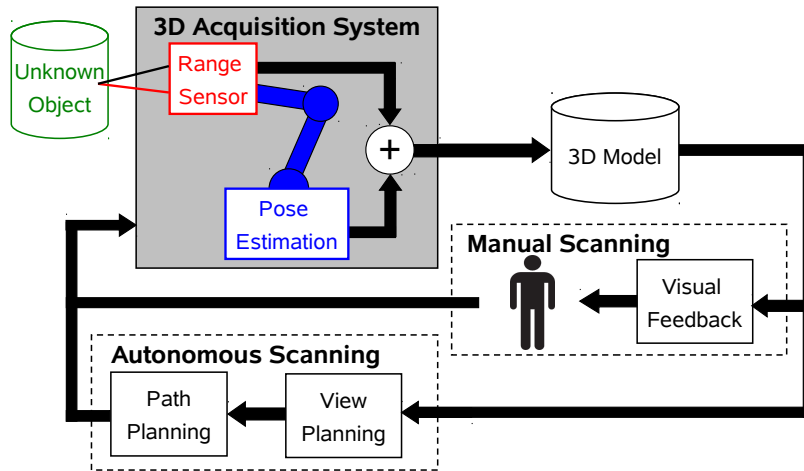 3D Acquisition System
Unknown
Object
Range
Sensor
+
3D Model
Pose
Estimation
Manual Scanning
Visual
Feedback
Autonomous Scanning
Path
Planning
View
Planning